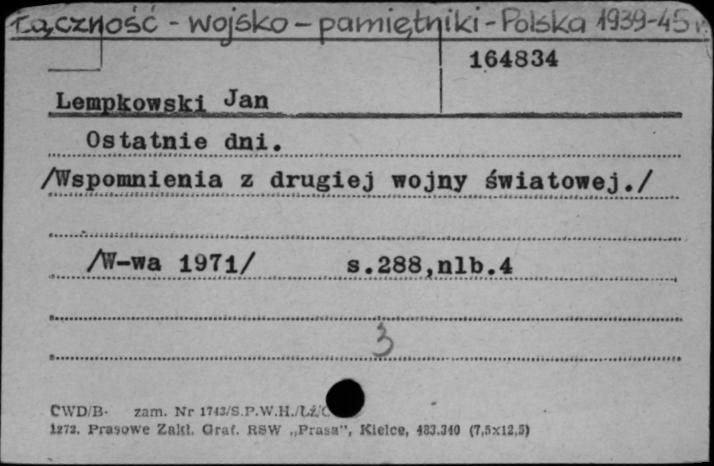 Łączność - wojsko - pamiętniki - Polska 1939-45 r.
164834
Lempkowski Jan
Ostatnie dni.
/Wspomnienia z drugiej wojny światowej./
/W-wa 1971/ s.288,nlb.4
3
CWD/B- zam. Nr 1743/S.P.W.H./Łź/
1272. Prasowe Zakł. Graf. RSW „Prasa", Kielce, 483.340 (7,5x12,5)